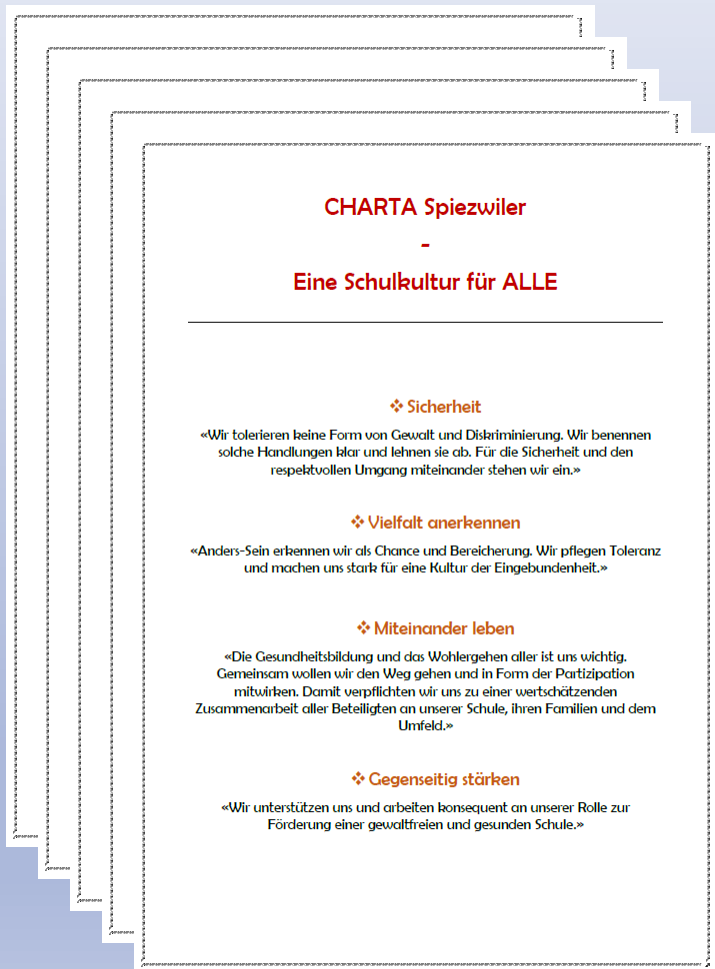 CHARTA Spiezwiler
-
Eine Schulkultur für ALLE
❖ Sicherheit
«Wir tolerieren keine Form von Gewalt und Diskriminierung. Wir benennen
solche Handlungen klar und lehnen sie ab. Für die Sicherheit und den
respektvollen Umgang miteinander stehen wir ein.»
❖ Vielfalt anerkennen
«Anders-Sein erkennen wir als Chance und Bereicherung. Wir pflegen Toleranz
und machen uns stark für eine Kultur der Eingebundenheit.»
❖ Miteinander leben
«Die Gesundheitsbildung und das Wohlergehen aller ist uns wichtig.
Gemeinsam wollen wir den Weg gehen und in Form der Partizipation
mitwirken. Damit verpflichten wir uns zu einer wertschätzenden
Zusammenarbeit aller Beteiligten an unserer Schule, ihren Familien und dem
Umfeld.»
❖ Gegenseitig stärken
«Wir unterstützen uns und arbeiten konsequent an unserer Rolle zur
Förderung einer gewaltfreien und gesunden Schule.»